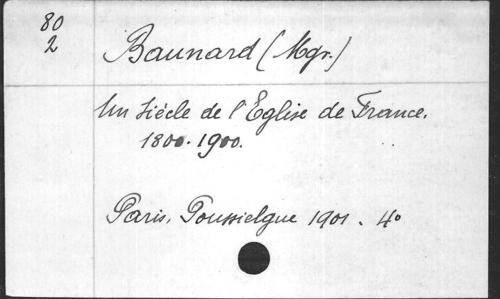 80
2
Baunard (Mgr.)
Un siècle de l'Eglise de France.
1800-1900.
Paris, Poussielgue 1901. 4°